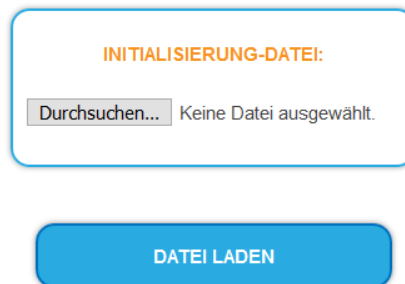 INITIALISIERUNG-DATEI:
Durchsuchen... Keine Datei ausgewählt.
DATEI LADEN